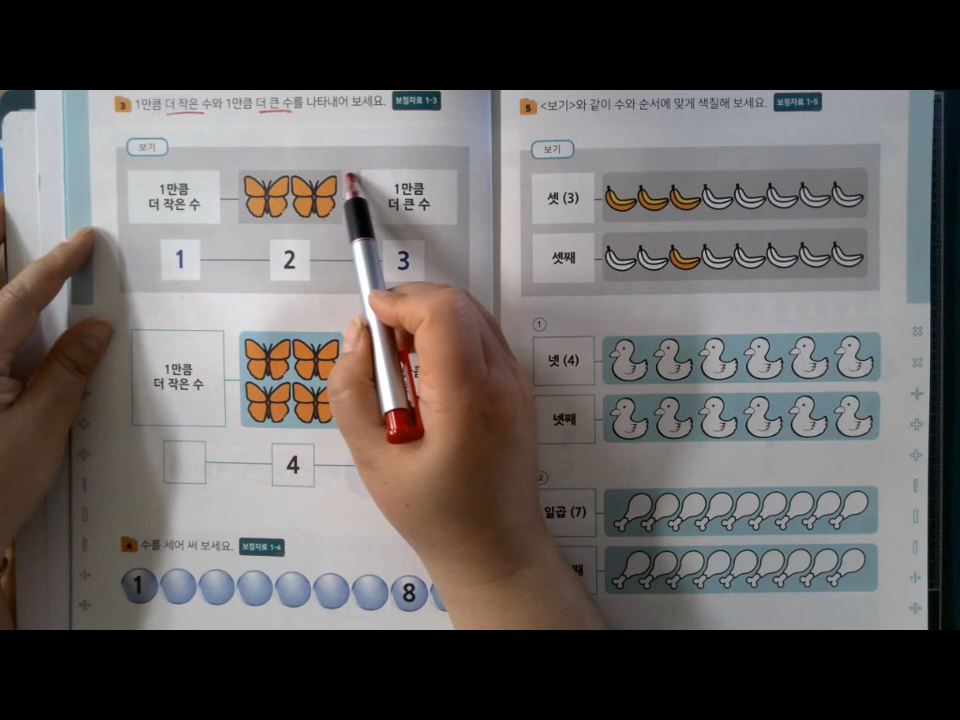 3 1만큼 더 작은 수와 1만큼 더 큰 수를 나타내어 보세요. 보정자료 1-3
보기
1만큼
더 작은 수
1만큼
더 큰 수
1 2 3
1만큼
더 작은 수
4
4 수를 세어 써 보세요. 보정자료 1-4
1 8
5 <보기>와 같이 수와 순서에 맞게 색칠해 보세요. 보정자료 1-5
보기
셋 (3)
셋째
1
넷 (4)
넷째
2
일곱 (7)
째